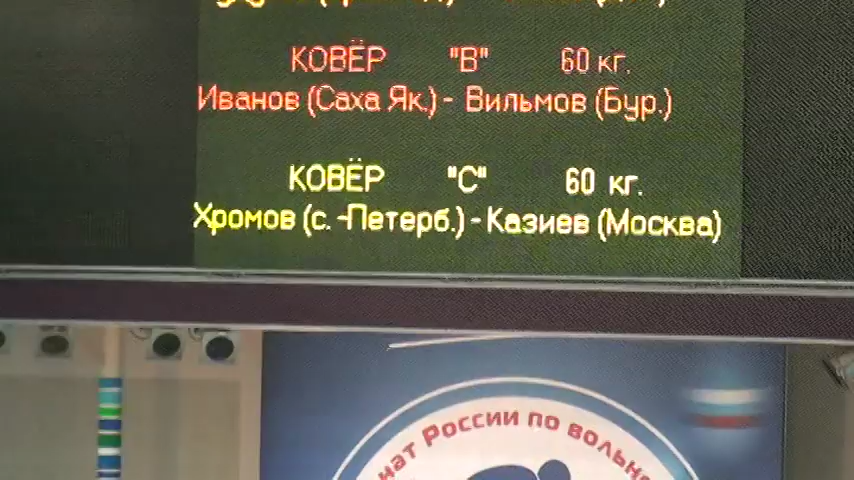 КОВЁР "В" 60 кг.
Иванов (Саха Як.) - Вильмов (Бур.)
КОВЁР "С" 60 кг.
Хромов (с. -Петерб.) - Казиев (Москва)
нат России по вольн